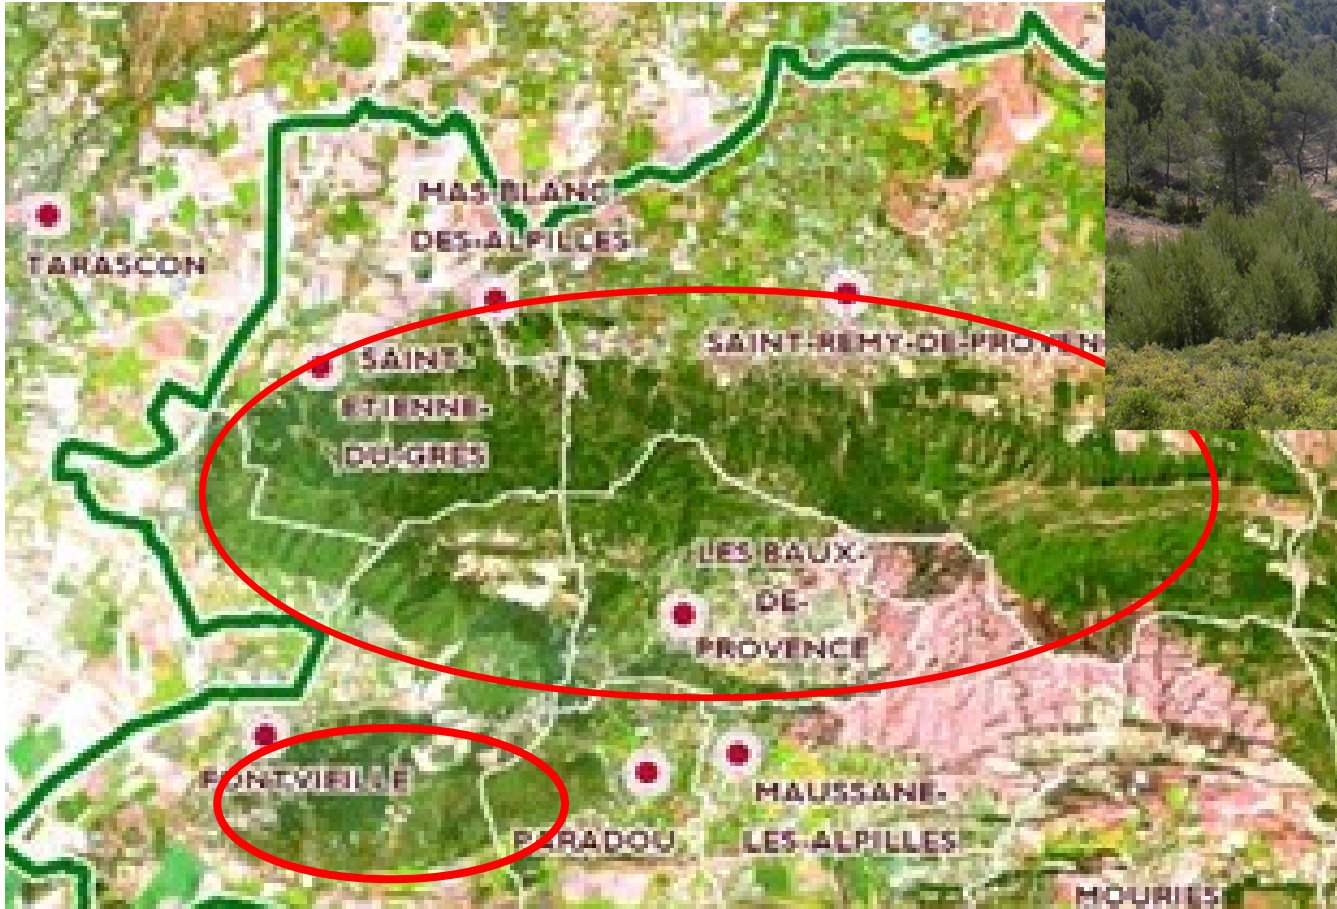 MAS-BLANC-
DES-ALPILLES
TARASCON
SAINT-REMY-DE-PROVEN
SAINT-
ETIENNE-
DU-GRES
LES BAUX-
DE-
PROVENCE
FONTVIEILLE
MAUSSANE-
LES-ALPILLES
PARADOU
MOURIES